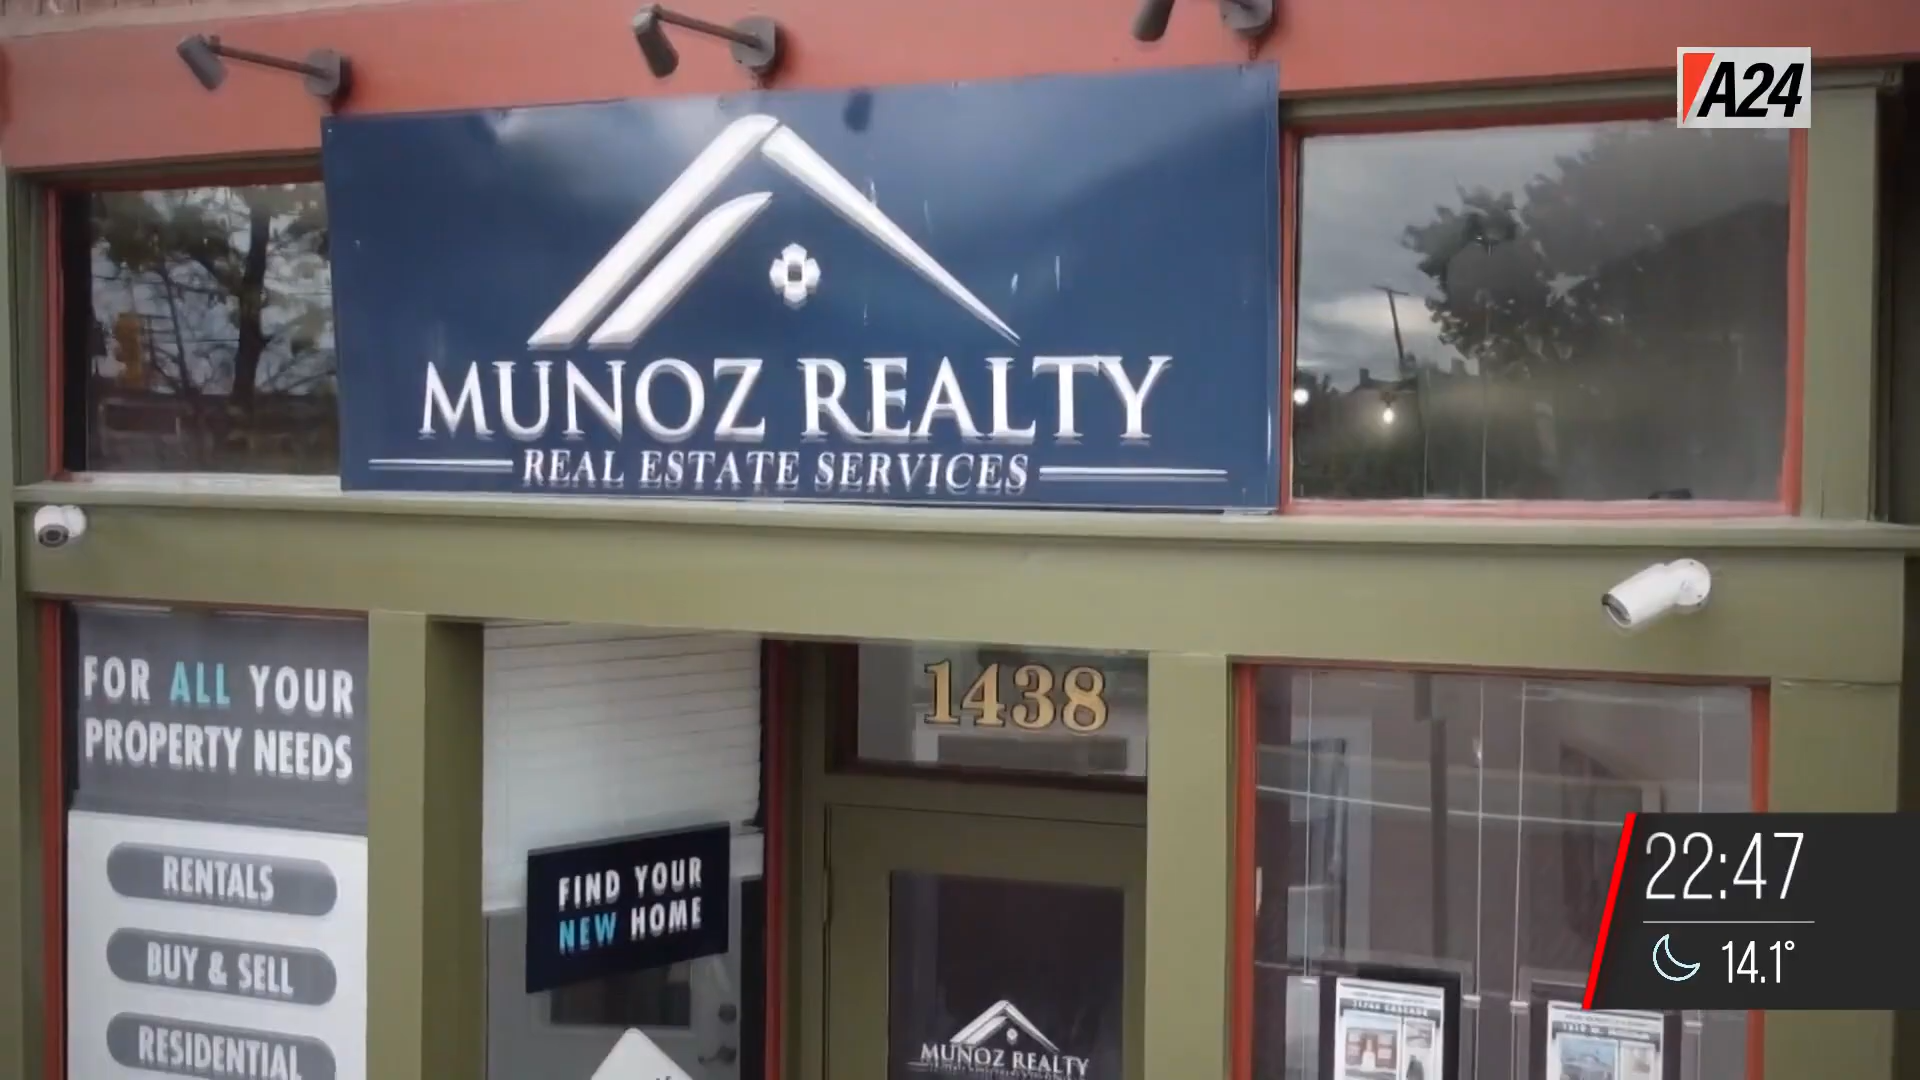 A24
MUNOZ REALTY
REAL ESTATE SERVICES
1438
FOR ALL YOUR
PROPERTY NEEDS
RENTALS
BUY & SELL
RESIDENTIAL
FIND YOUR
NEW HOME
MUNOZ REALTY
22:47
14.1°